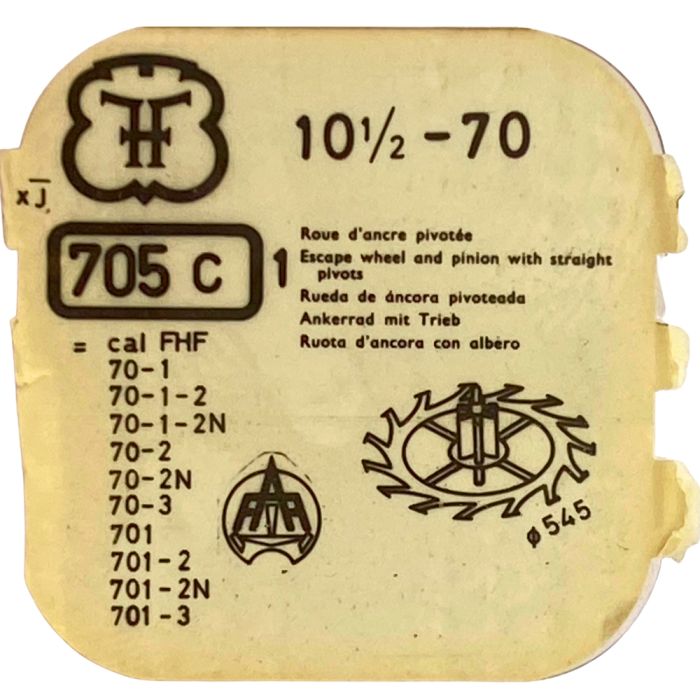 FHF
10½ - 70
x J̅
705 C 1
Roue d'ancre pivotée
Escape wheel and pinion with straight
pivots
Rueda de áncora pivoteada
Ankerrad mit Trieb
Ruota d'ancora con albèro
= cal FHF
70-1
70-1-2
70-1-2N
70-2
70-2N
70-3
701
701-2
701-2N
701-3
ø 545